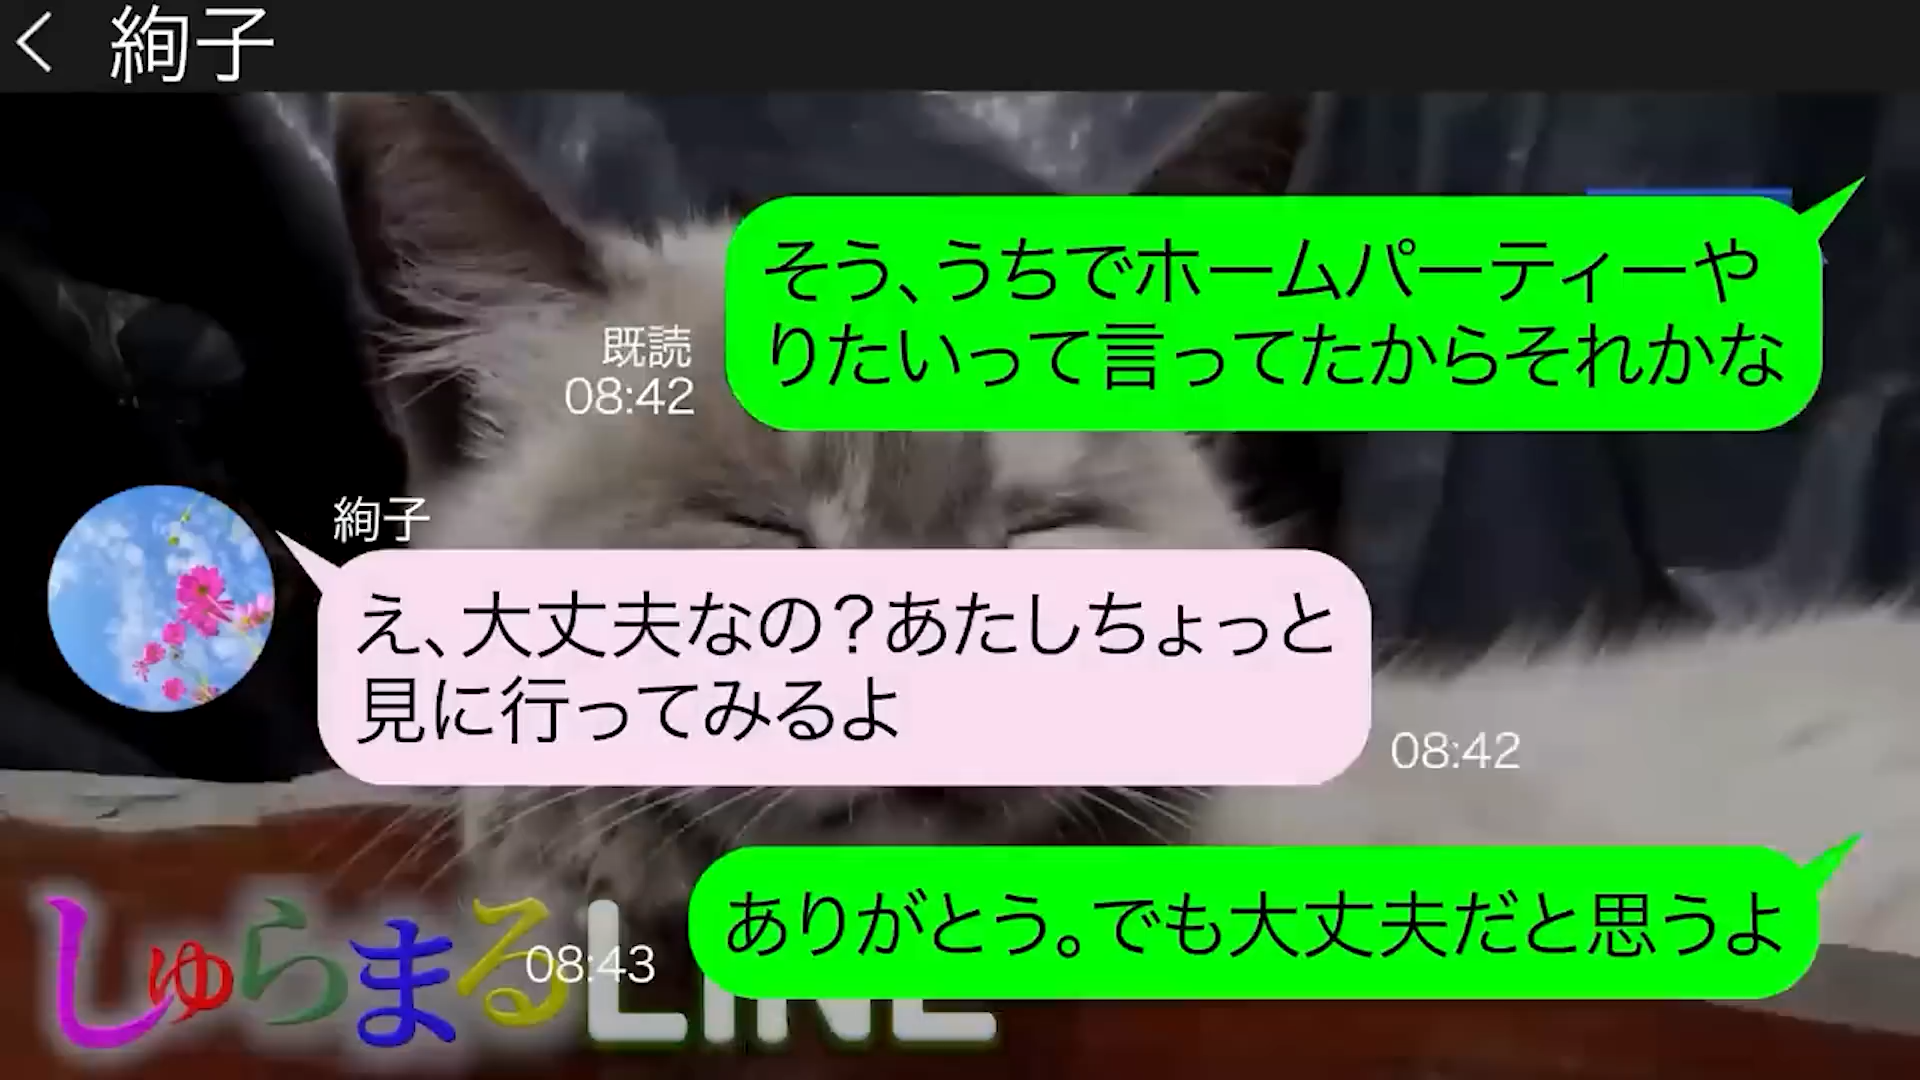 絢子
そう、うちでホームパーティーや
りたいって言ってたからそれかな
既読
08:42
絢子
え、大丈夫なの？あたしちょっと
見に行ってみるよ
08:42
ありがとう。でも大丈夫だと思うよ
08:43
しゅらまるLINE